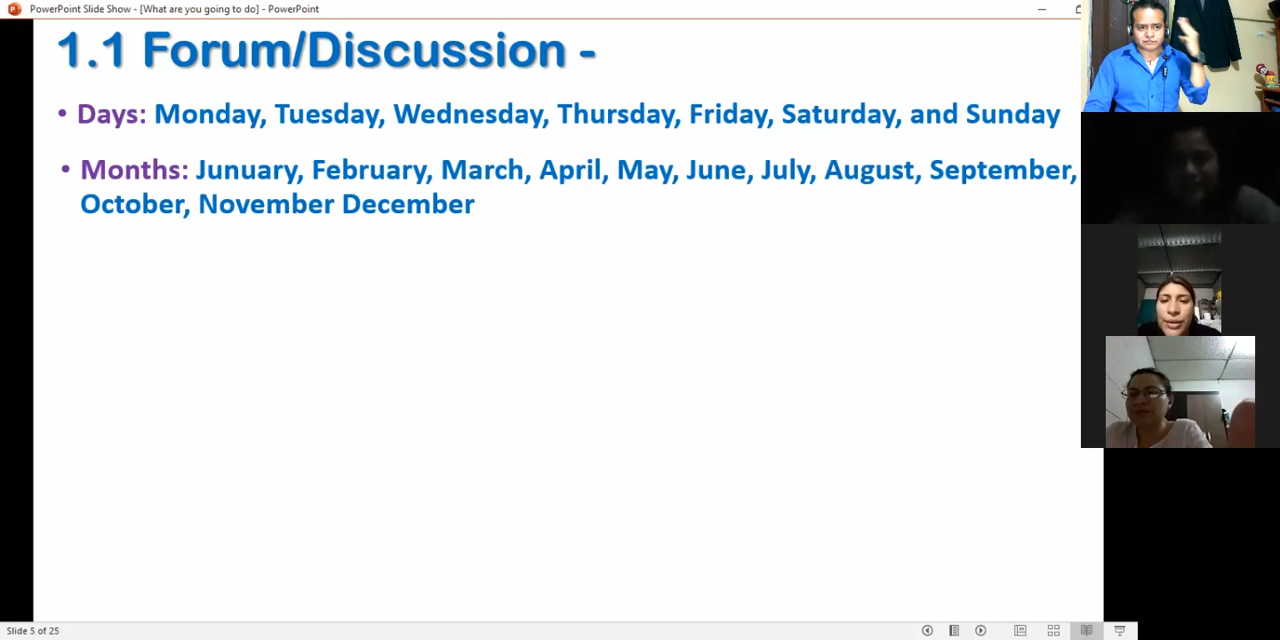 PowerPoint Slide Show - [What are you going to do] - PowerPoint
1.1 Forum/Discussion -
• Days: Monday, Tuesday, Wednesday, Thursday, Friday, Saturday, and Sunday
• Months: Junuary, February, March, April, May, June, July, August, September,
October, November December
Slide 5 of 25